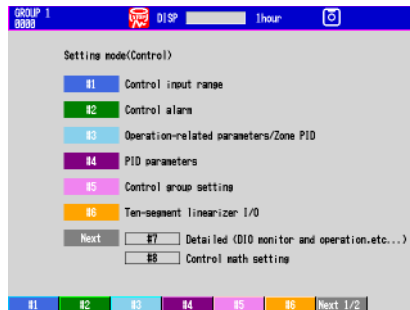 GROUP 1
0000
DISP
1hour
Setting mode(Control)
#1 Control input range
#2 Control alarm
#3 Operation-related parameters/Zone PID
#4 PID parameters
#5 Control group setting
#6 Ten-segment linearizer I/O
Next #7 Detailed (DIO monitor and operation.etc...)
#8 Control math setting
#1 #2 #3 #4 #5 #6 Next 1/2